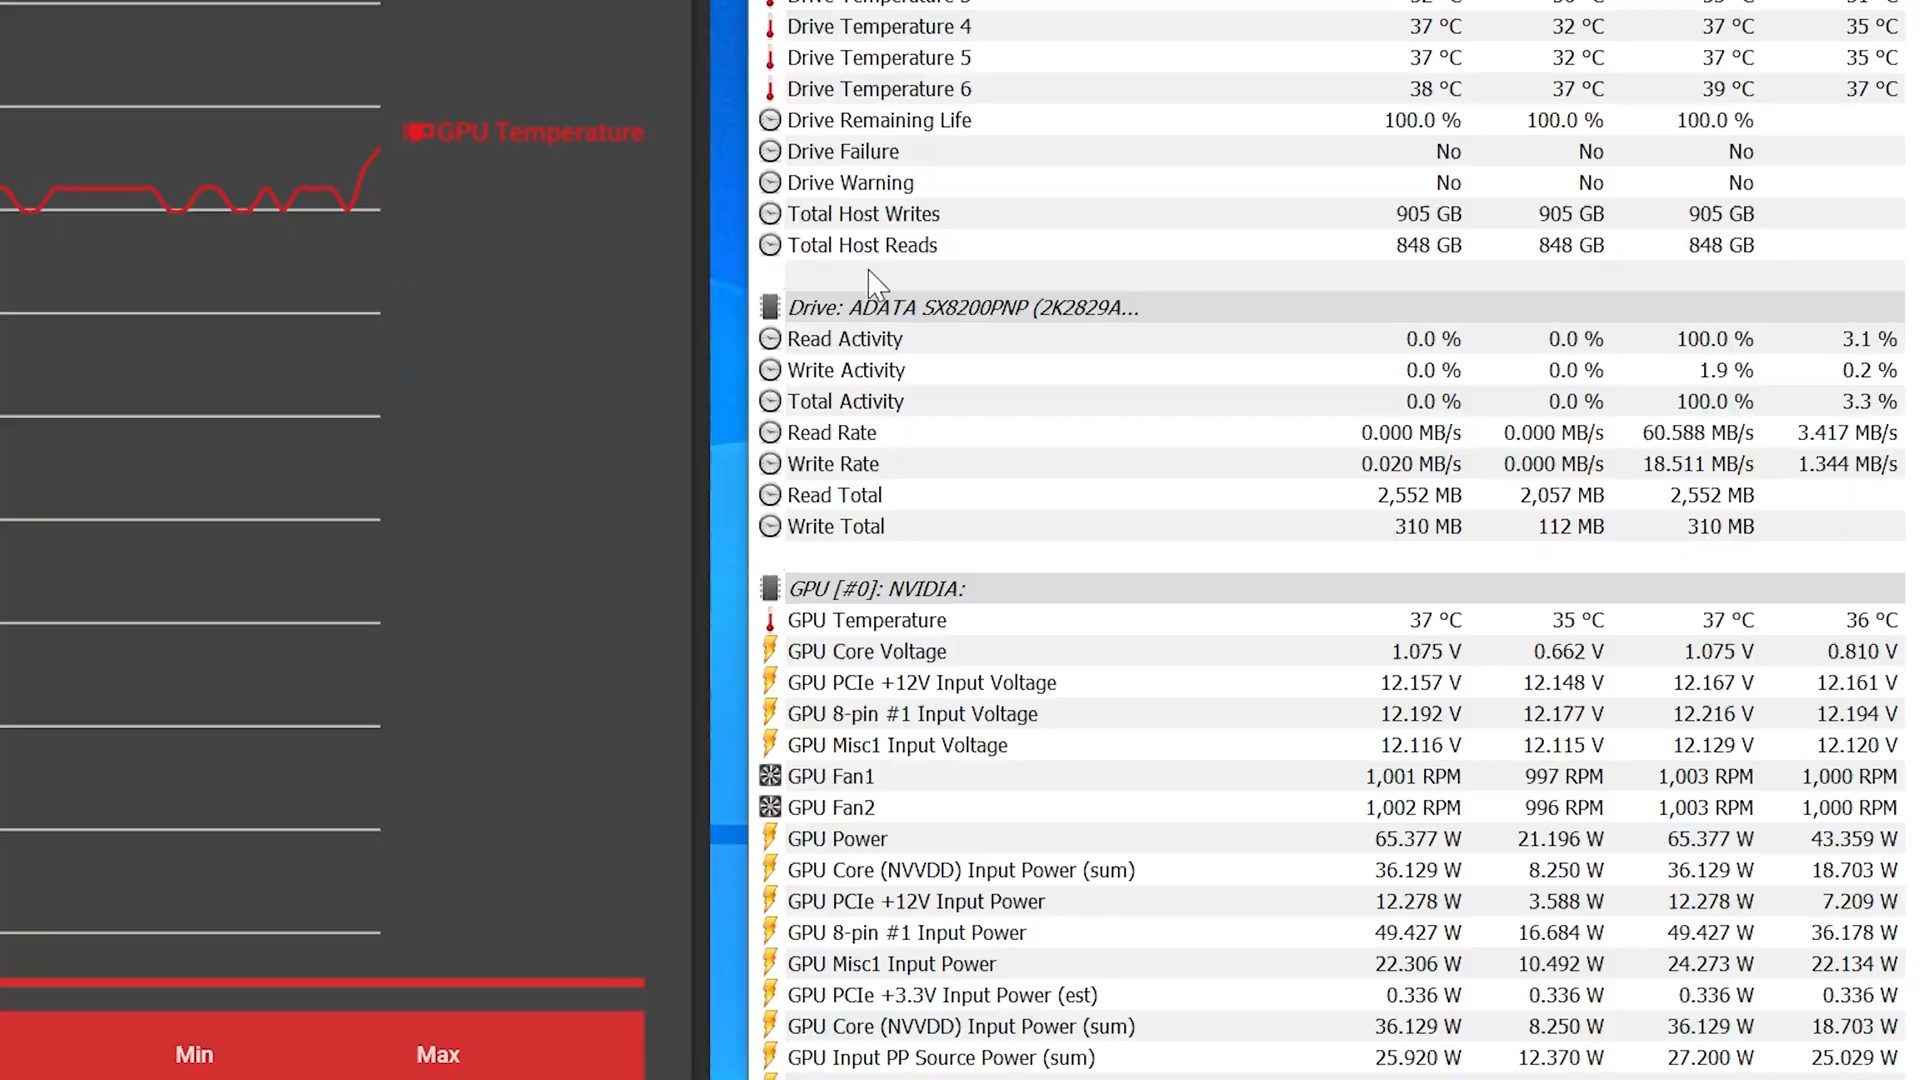 GPU Temperature
Min Max
Drive Temperature 4 37 °C 32 °C 37 °C 35 °C
Drive Temperature 5 37 °C 32 °C 37 °C 35 °C
Drive Temperature 6 38 °C 37 °C 39 °C 37 °C
Drive Remaining Life 100.0 % 100.0 % 100.0 %
Drive Failure No No No
Drive Warning No No No
Total Host Writes 905 GB 905 GB 905 GB
Total Host Reads 848 GB 848 GB 848 GB
Drive: ADATA SX8200PNP (2K2829A...
Read Activity 0.0 % 0.0 % 100.0 % 3.1 %
Write Activity 0.0 % 0.0 % 1.9 % 0.2 %
Total Activity 0.0 % 0.0 % 100.0 % 3.3 %
Read Rate 0.000 MB/s 0.000 MB/s 60.588 MB/s 3.417 MB/s
Write Rate 0.020 MB/s 0.000 MB/s 18.511 MB/s 1.344 MB/s
Read Total 2,552 MB 2,057 MB 2,552 MB
Write Total 310 MB 112 MB 310 MB
GPU [#0]: NVIDIA:
GPU Temperature 37 °C 35 °C 37 °C 36 °C
GPU Core Voltage 1.075 V 0.662 V 1.075 V 0.810 V
GPU PCIe +12V Input Voltage 12.157 V 12.148 V 12.167 V 12.161 V
GPU 8-pin #1 Input Voltage 12.192 V 12.177 V 12.216 V 12.194 V
GPU Misc1 Input Voltage 12.116 V 12.115 V 12.129 V 12.120 V
GPU Fan1 1,001 RPM 997 RPM 1,003 RPM 1,000 RPM
GPU Fan2 1,002 RPM 996 RPM 1,003 RPM 1,000 RPM
GPU Power 65.377 W 21.196 W 65.377 W 43.359 W
GPU Core (NVVDD) Input Power (sum) 36.129 W 8.250 W 36.129 W 18.703 W
GPU PCIe +12V Input Power 12.278 W 3.588 W 12.278 W 7.209 W
GPU 8-pin #1 Input Power 49.427 W 16.684 W 49.427 W 36.178 W
GPU Misc1 Input Power 22.306 W 10.492 W 24.273 W 22.134 W
GPU PCIe +3.3V Input Power (est) 0.336 W 0.336 W 0.336 W 0.336 W
GPU Core (NVVDD) Input Power (sum) 36.129 W 8.250 W 36.129 W 18.703 W
GPU Input PP Source Power (sum) 25.920 W 12.370 W 27.200 W 25.029 W